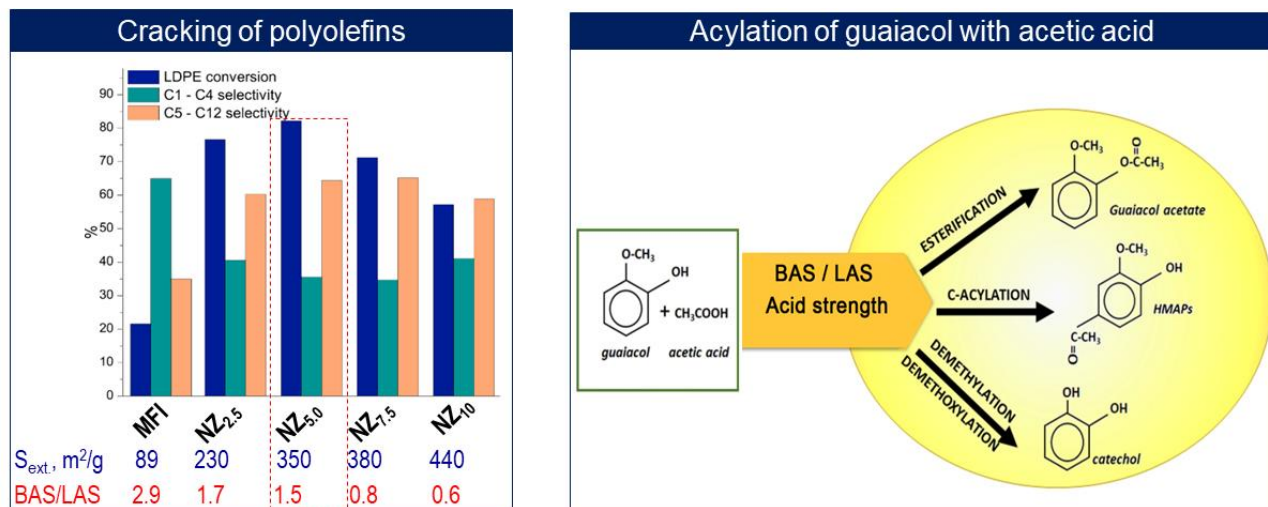 Cracking of polyolefins
LDPE conversion
C1 - C4 selectivity
C5 - C12 selectivity
90
80
70
60
50
40
30
20
10
0
%
MFI NZ2.5 NZ5.0 NZ7.5 NZ10
Sext., m2/g 89 230 350 380 440
BAS/LAS 2.9 1.7 1.5 0.8 0.6
Acylation of guaiacol with acetic acid
O-CH3
OH
+ CH3COOH
guaiacol acetic acid
BAS / LAS
Acid strength
ESTERIFICATION
O-CH3
O
O-C-CH3
Guaiacol acetate
C-ACYLATION
O-CH3
OH
HMAPs
C-CH3
O
DEMETHYLATION
DEMETHOXYLATION
OH
OH
catechol